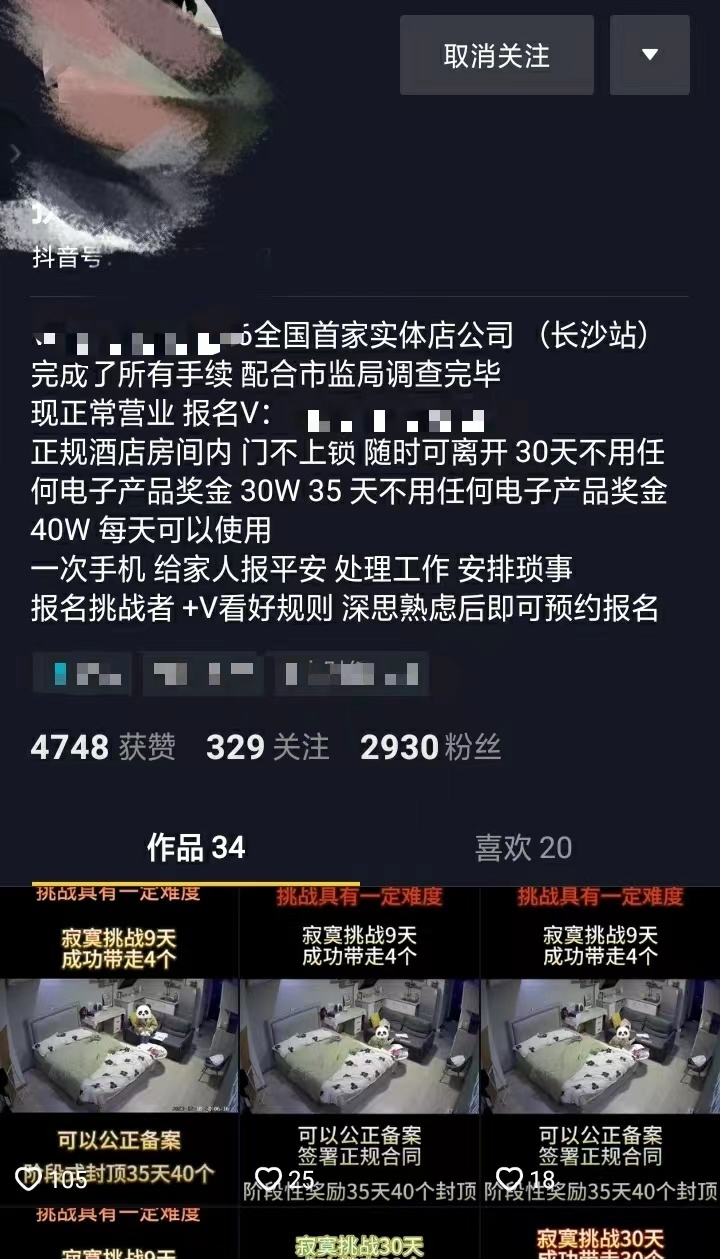 取消关注
抖音号:
6全国首家实体店公司 （长沙站）
完成了所有手续 配合市监局调查完毕
现正常营业 报名V：
正规酒店房间内 门不上锁 随时可离开 30天不用任
何电子产品奖金 30W 35 天不用任何电子产品奖金
40W 每天可以使用
一次手机 给家人报平安 处理工作 安排琐事
报名挑战者 +V看好规则 深思熟虑后即可预约报名
4748 获赞 329 关注 2930 粉丝
作品 34 喜欢 20
挑战具有一定难度
寂寞挑战9天
成功带走4个
可以公正备案
阶段式封顶35天40个
105
挑战具有一定难度
寂寞挑战9天
成功带走4个
可以公正备案
签署正规合同
25
阶段性奖励35天40个封顶
挑战具有一定难度
寂寞挑战9天
成功带走4个
可以公正备案
签署正规合同
18
阶段性奖励35天40个封顶
挑战具有一定难度
寂寞挑战9天
寂寞挑战30天
寂寞挑战30天